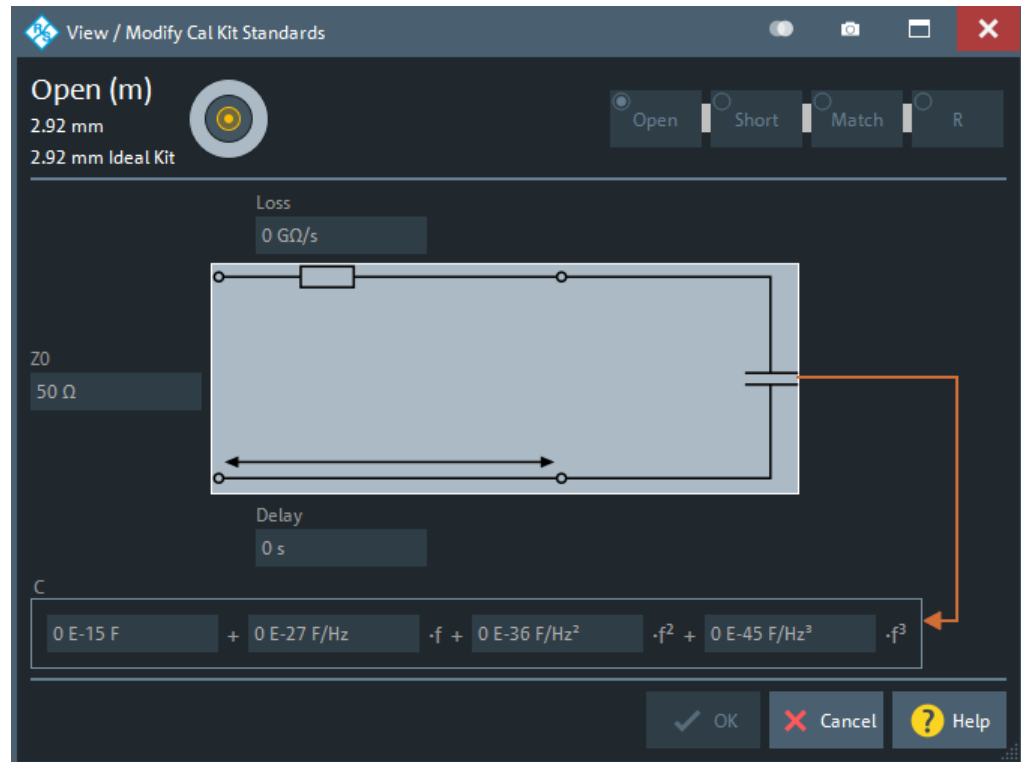 View / Modify Cal Kit Standards
Open (m)
2.92 mm
2.92 mm Ideal Kit
Open Short Match R
Loss
0 GΩ/s
Z0
50 Ω
Delay
0 s
C
0 E-15 F + 0 E-27 F/Hz ·f + 0 E-36 F/Hz² ·f² + 0 E-45 F/Hz³ ·f³
OK Cancel ? Help